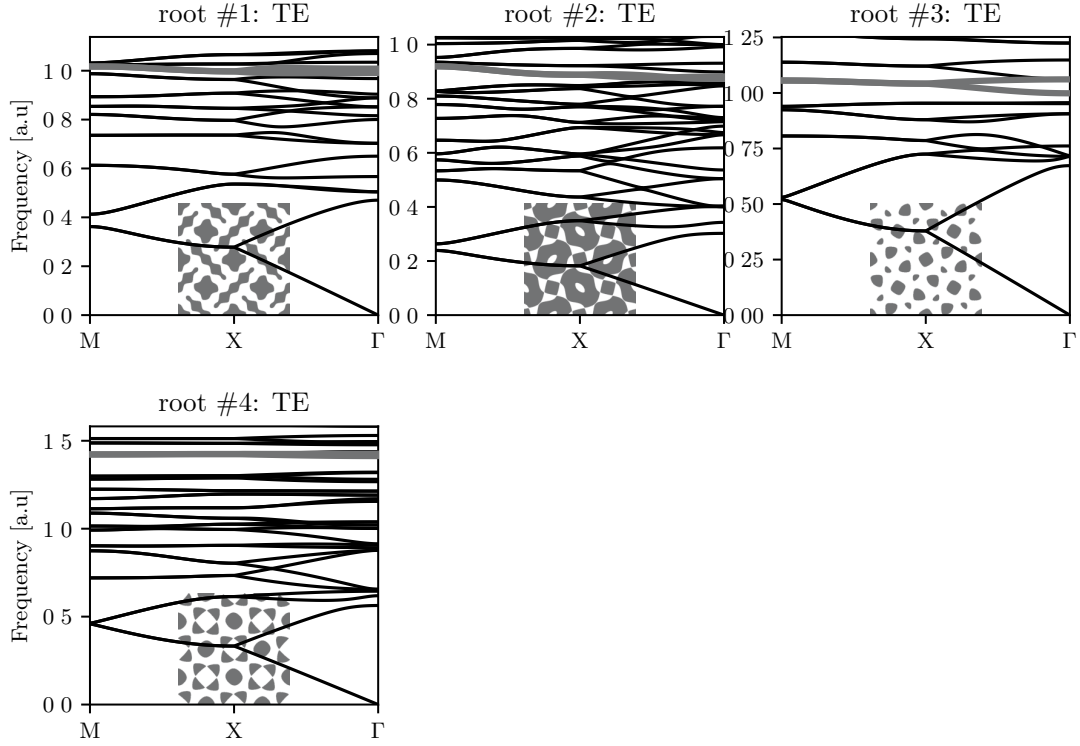 root #1: TE
Frequency [a.u]
1 0
0 8
0 6
0 4
0 2
0 0
M X Γ
root #2: TE
1 0
0 8
0 6
0 4
0 2
0 0
M X Γ
root #3: TE
1 25
1 00
0 75
0 50
0 25
0 00
M X Γ
root #4: TE
Frequency [a.u]
1 5
1 0
0 5
0 0
M X Γ